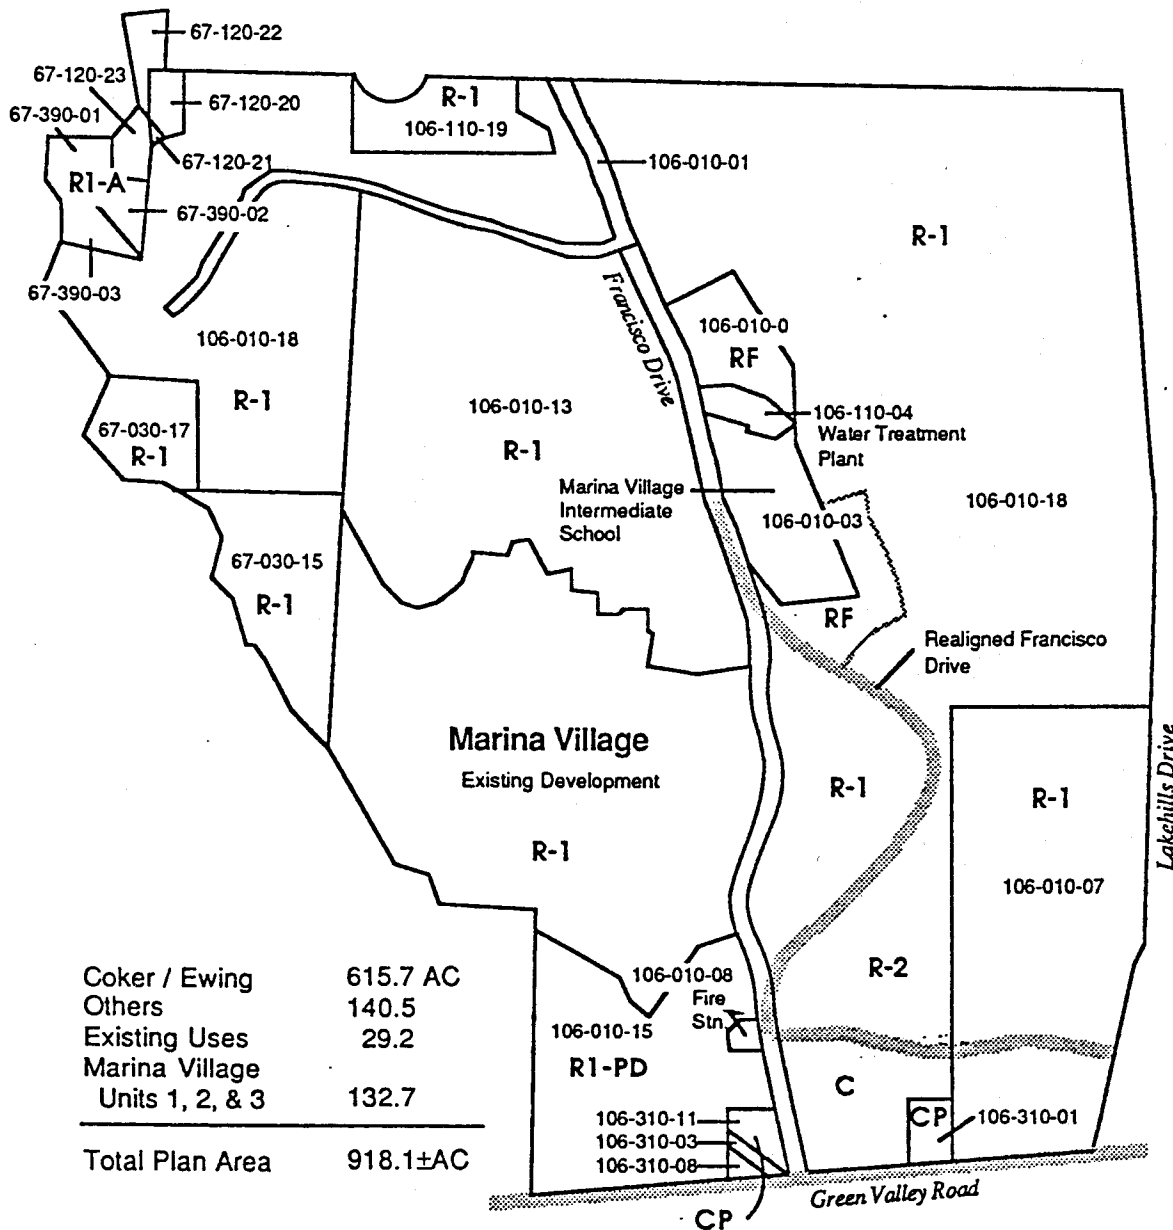 67-120-22
67-120-23
67-120-20
67-390-01
R-1
106-110-19
67-120-21
106-010-01
R1-A
67-390-02
R-1
67-390-03
Francisco Drive
106-010-0
RF
106-010-18
R-1
106-010-13
R-1
106-110-04
Water Treatment
Plant
67-030-17
R-1
Marina Village
Intermediate
School
106-010-03
106-010-18
67-030-15
R-1
RF
Realigned Francisco
Drive
Marina Village
Existing Development
R-1
R-1
R-1
Lakehills Drive
106-010-07
R-2
106-010-08
Fire
Stn.
106-010-15
R1-PD
C
CP
106-310-01
106-310-11
106-310-03
106-310-08
CP
Green Valley Road
Coker / Ewing 615.7 AC
Others 140.5
Existing Uses 29.2
Marina Village
Units 1, 2, & 3 132.7
Total Plan Area 918.1±AC